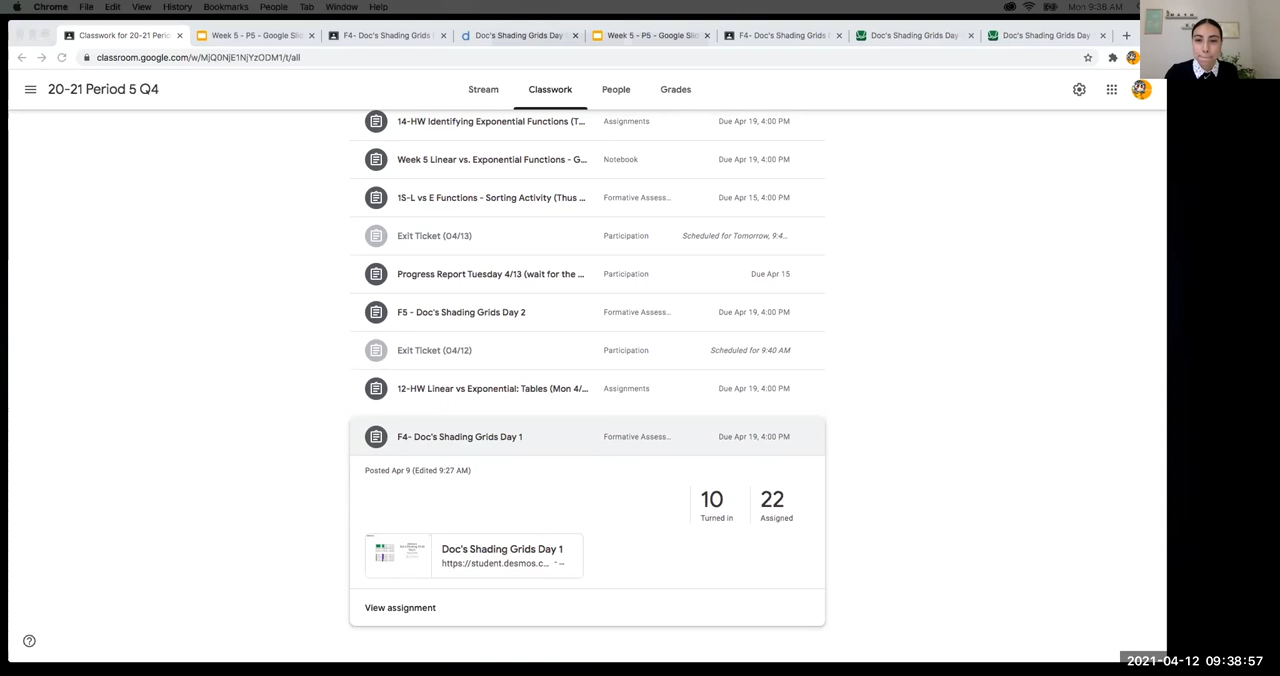 Chrome File Edit View History Bookmarks People Tab Window Help Mon 9:38 AM
Classwork for 20-21 Perio Week 5 - P5 - Google Slid F4- Doc's Shading Grids Doc's Shading Grids Day Week 5 - P5 - Google Slid F4- Doc's Shading Grids Doc's Shading Grids Day Doc's Shading Grids Day
classroom.google.com/w/MjQ0NjE1NjYzODM1/t/all
20-21 Period 5 Q4 Stream Classwork People Grades
14-HW Identifying Exponential Functions (T... Assignments Due Apr 19, 4:00 PM
Week 5 Linear vs. Exponential Functions - G... Notebook Due Apr 19, 4:00 PM
1S-L vs E Functions - Sorting Activity (Thus ... Formative Assess... Due Apr 15, 4:00 PM
Exit Ticket (04/13) Participation Scheduled for Tomorrow, 9:4...
Progress Report Tuesday 4/13 (wait for the ... Participation Due Apr 15
F5 - Doc's Shading Grids Day 2 Formative Assess... Due Apr 19, 4:00 PM
Exit Ticket (04/12) Participation Scheduled for 9:40 AM
12-HW Linear vs Exponential: Tables (Mon 4/... Assignments Due Apr 19, 4:00 PM
F4- Doc's Shading Grids Day 1 Formative Assess... Due Apr 19, 4:00 PM
Posted Apr 9 (Edited 9:27 AM)
10 22
Turned in Assigned
Doc's Shading Grids Day 1
https://student.desmos.c...
View assignment
2021-04-12 09:38:57